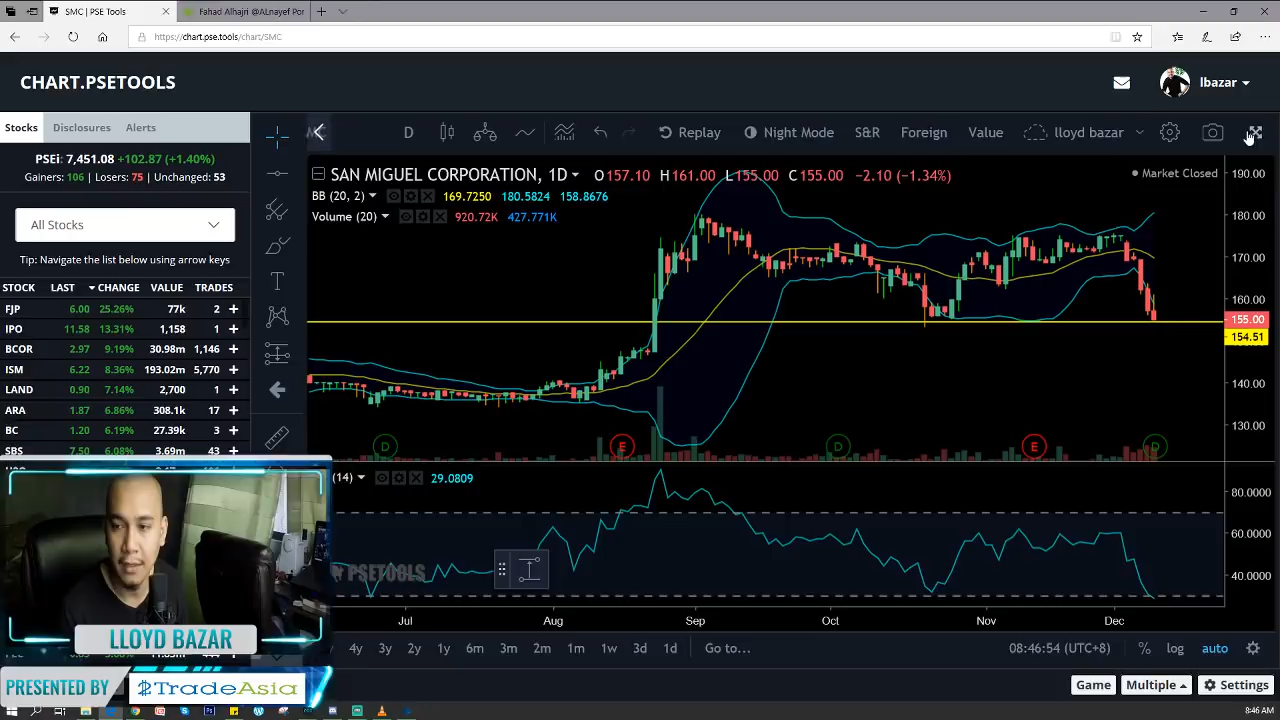 SMC | PSE Tools
Fahad Alhajri @ALnayef Por
https://chart.pse.tools/chart/SMC
CHART.PSETOOLS
lbazar
Stocks Disclosures Alerts
PSEi: 7,451.08 +102.87 (+1.40%)
Gainers: 106 | Losers: 75 | Unchanged: 53
All Stocks
Tip: Navigate the list below using arrow keys
STOCK LAST CHANGE VALUE TRADES
FJP 6.00 25.26% 77k 2
IPO 11.58 13.31% 1,158 1
BCOR 2.97 9.19% 30.98m 1,146
ISM 6.22 8.36% 193.02m 5,770
LAND 0.90 7.14% 2,700 1
ARA 1.87 6.86% 308.1k 17
BC 1.20 6.19% 27.39k 3
SBS 7.50 6.08% 3.69m 43
D Replay Night Mode S&R Foreign Value lloyd bazar
SAN MIGUEL CORPORATION, 1D O157.10 H161.00 L155.00 C155.00 −2.10 (−1.34%)
Market Closed
BB (20, 2) 169.7250 180.5824 158.8676
Volume (20) 920.72K 427.771K
190.00
180.00
170.00
160.00
155.00
154.51
140.00
130.00
D E D E D
(14) 29.0809
80.0000
60.0000
40.0000
PSETOOLS
Jul Aug Sep Oct Nov Dec
4y 3y 2y 1y 6m 3m 2m 1m 1w 3d 1d Go to...
08:46:54 (UTC+8) % log auto
Game Multiple Settings
LLOYD BAZAR
PRESENTED BY
TradeAsia
8:46 AM